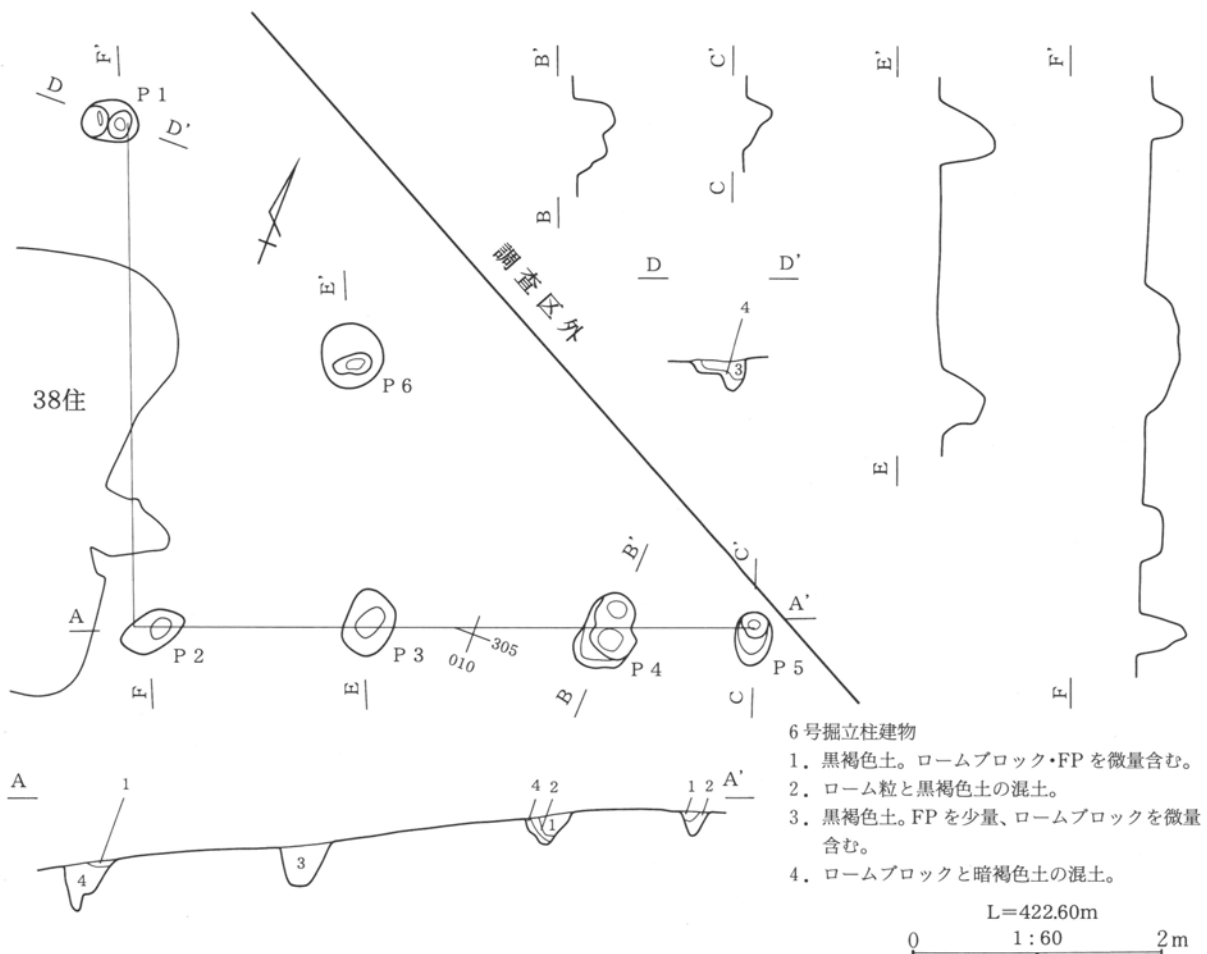 F'
D
P 1
D'
B'
C'
E'
F'
調査区外
E'
P 6
38住
B
C
D
D'
4
3
E
B'
C'
A
A'
P 2
P 3
305
010
P 4
P 5
F
E
B
C
F
A
1
4
3
4 2
1
1 2
A'
6号掘立柱建物
1. 黒褐色土。ロームブロック・FPを微量含む。
2. ローム粒と黒褐色土の混土。
3. 黒褐色土。FPを少量、ロームブロックを微量
含む。
4. ロームブロックと暗褐色土の混土。
L=422.60m
0 1：60 2m